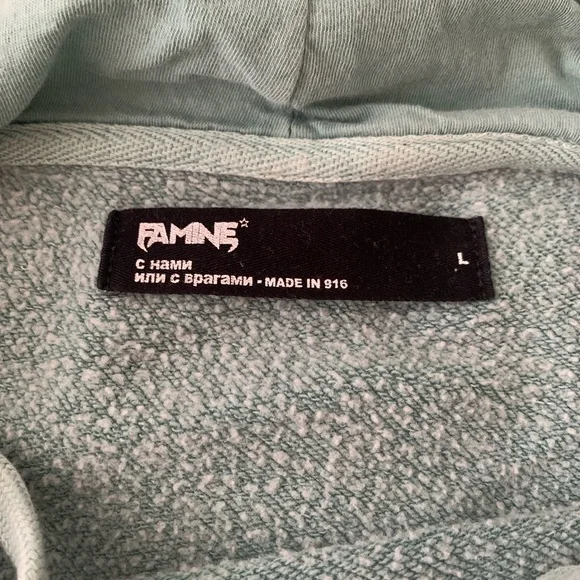 FAMINE
с нами
или с врагами - MADE IN 916
L